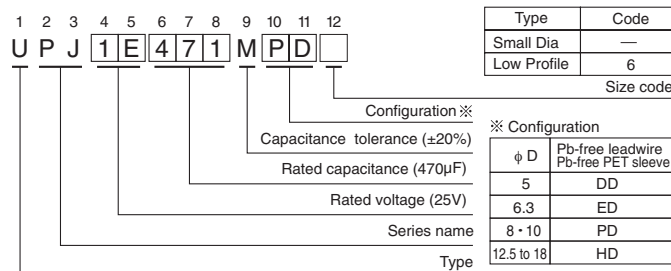 1 2 3 4 5 6 7 8 9 10 11 12
U P J 1 E 4 7 1 M P D
Type Code
Small Dia —
Low Profile 6
Size code
Configuration ※
Capacitance tolerance (±20%)
Rated capacitance (470µF)
Rated voltage (25V)
Series name
Type
※ Configuration
ϕ D Pb-free leadwire
Pb-free PET sleeve
5 DD
6.3 ED
8 · 10 PD
12.5 to 18 HD